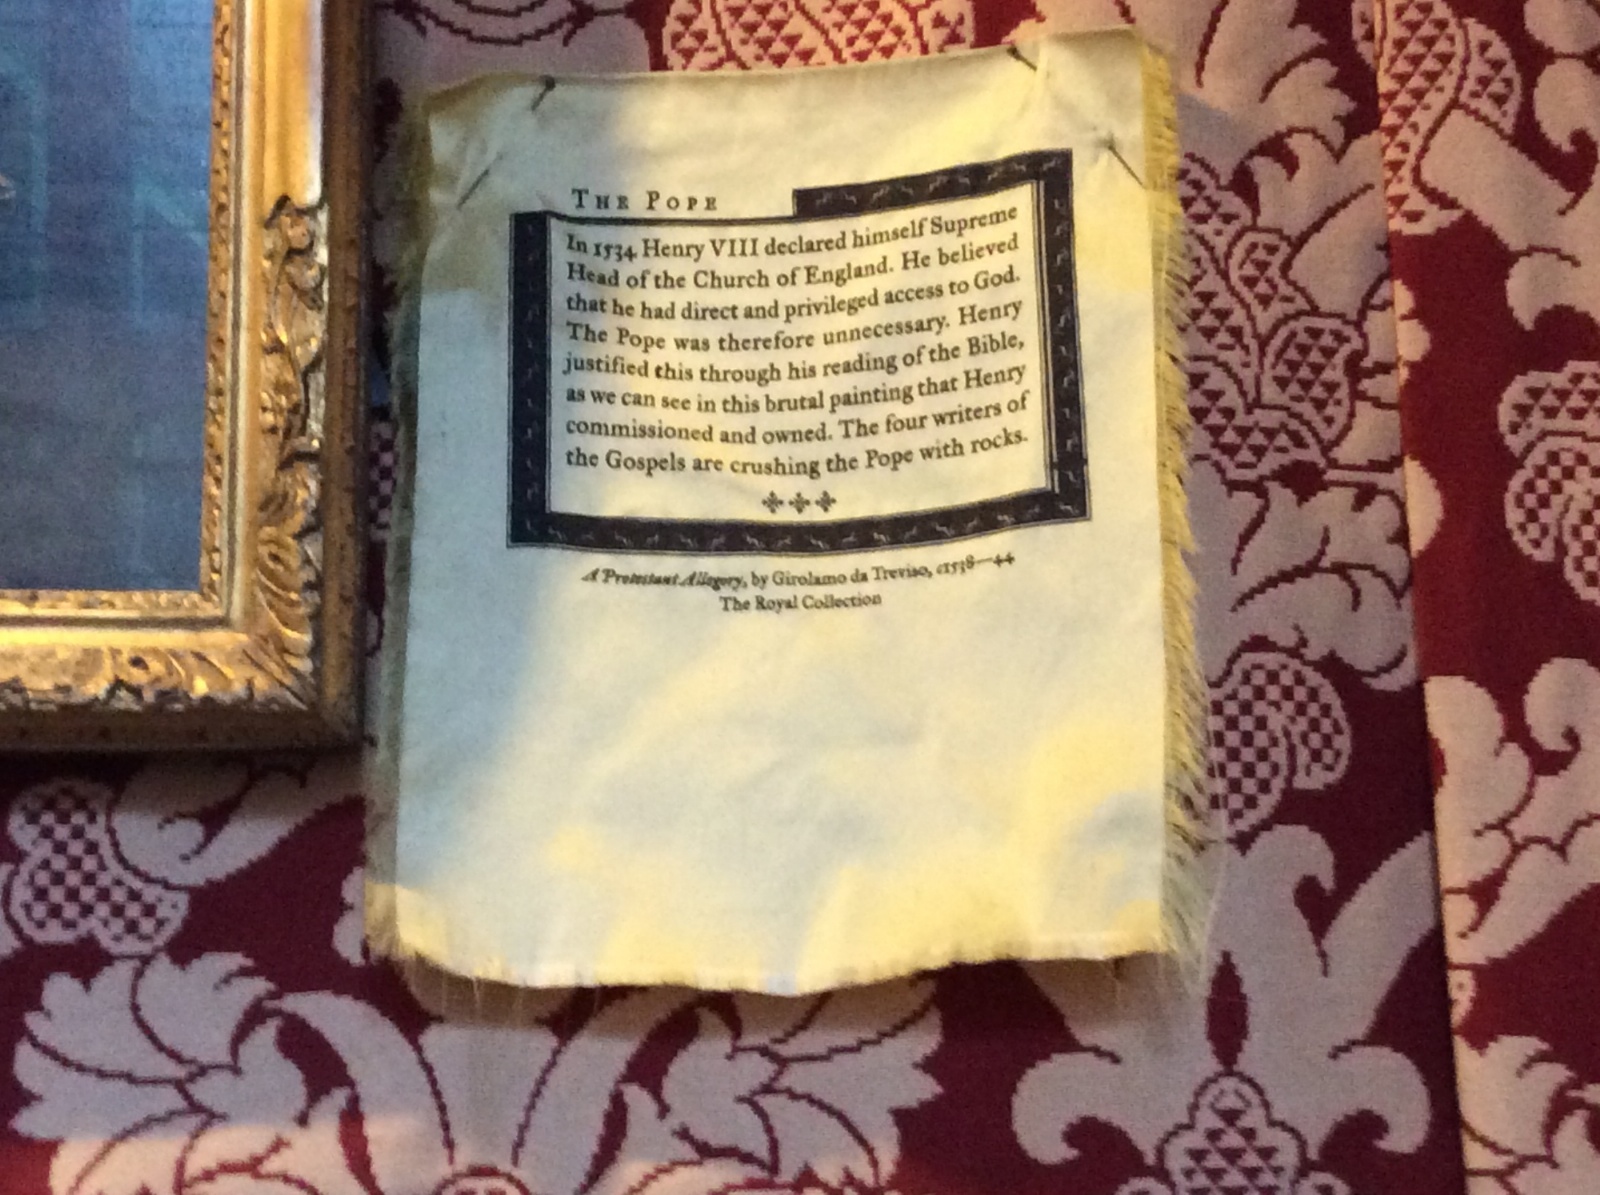 THE POPE
In 1534 Henry VIII declared himself Supreme
Head of the Church of England. He believed
that he had direct and privileged access to God.
The Pope was therefore unnecessary. Henry
justified this through his reading of the Bible,
as we can see in this brutal painting that Henry
commissioned and owned. The four writers of
the Gospels are crushing the Pope with rocks.
A Protestant Allegory, by Girolamo da Treviso, c1538—44
The Royal Collection